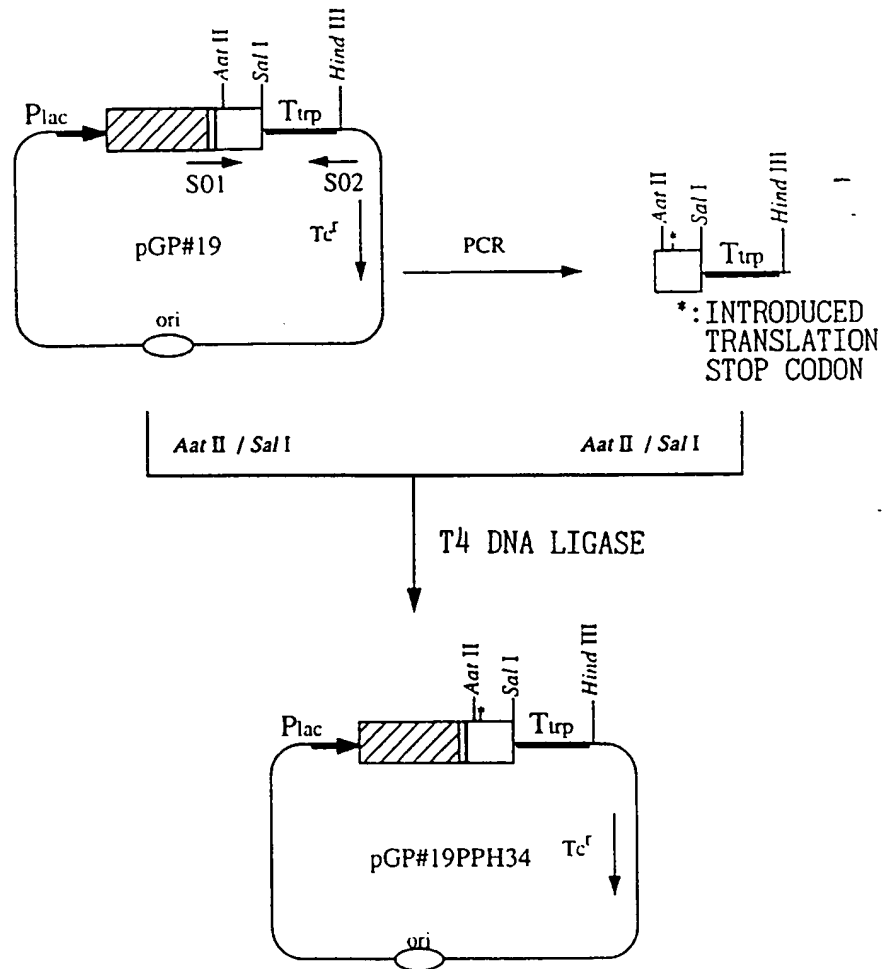 Aat II
Sal I
Hind III
Plac
Ttrp
S01
S02
Tcr
pGP#19
ori
PCR
Aat II
*
Sal I
Hind III
Ttrp
*: INTRODUCED
TRANSLATION
STOP CODON
Aat II / Sal I
Aat II / Sal I
T4 DNA LIGASE
Aat II
*
Sal I
Hind III
Plac
Ttrp
Tcr
pGP#19PPH34
ori